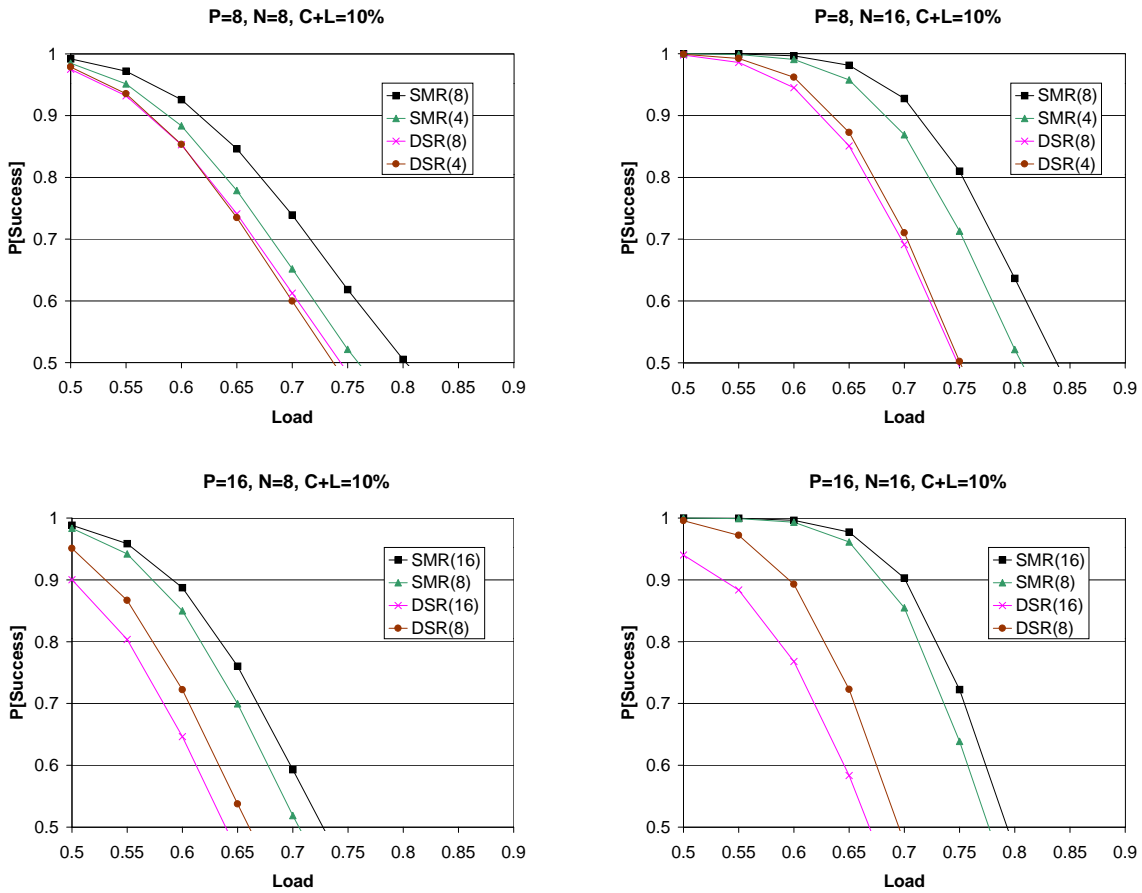 P=8, N=8, C+L=10%
1
0.9
0.8
0.7
0.6
0.5
P[Success]
0.5 0.55 0.6 0.65 0.7 0.75 0.8 0.85 0.9
Load
SMR(8)
SMR(4)
DSR(8)
DSR(4)
P=8, N=16, C+L=10%
1
0.9
0.8
0.7
0.6
0.5
P[Success]
0.5 0.55 0.6 0.65 0.7 0.75 0.8 0.85 0.9
Load
SMR(8)
SMR(4)
DSR(8)
DSR(4)
P=16, N=8, C+L=10%
1
0.9
0.8
0.7
0.6
0.5
P[Success]
0.5 0.55 0.6 0.65 0.7 0.75 0.8 0.85 0.9
Load
SMR(16)
SMR(8)
DSR(16)
DSR(8)
P=16, N=16, C+L=10%
1
0.9
0.8
0.7
0.6
0.5
P[Success]
0.5 0.55 0.6 0.65 0.7 0.75 0.8 0.85 0.9
Load
SMR(16)
SMR(8)
DSR(16)
DSR(8)